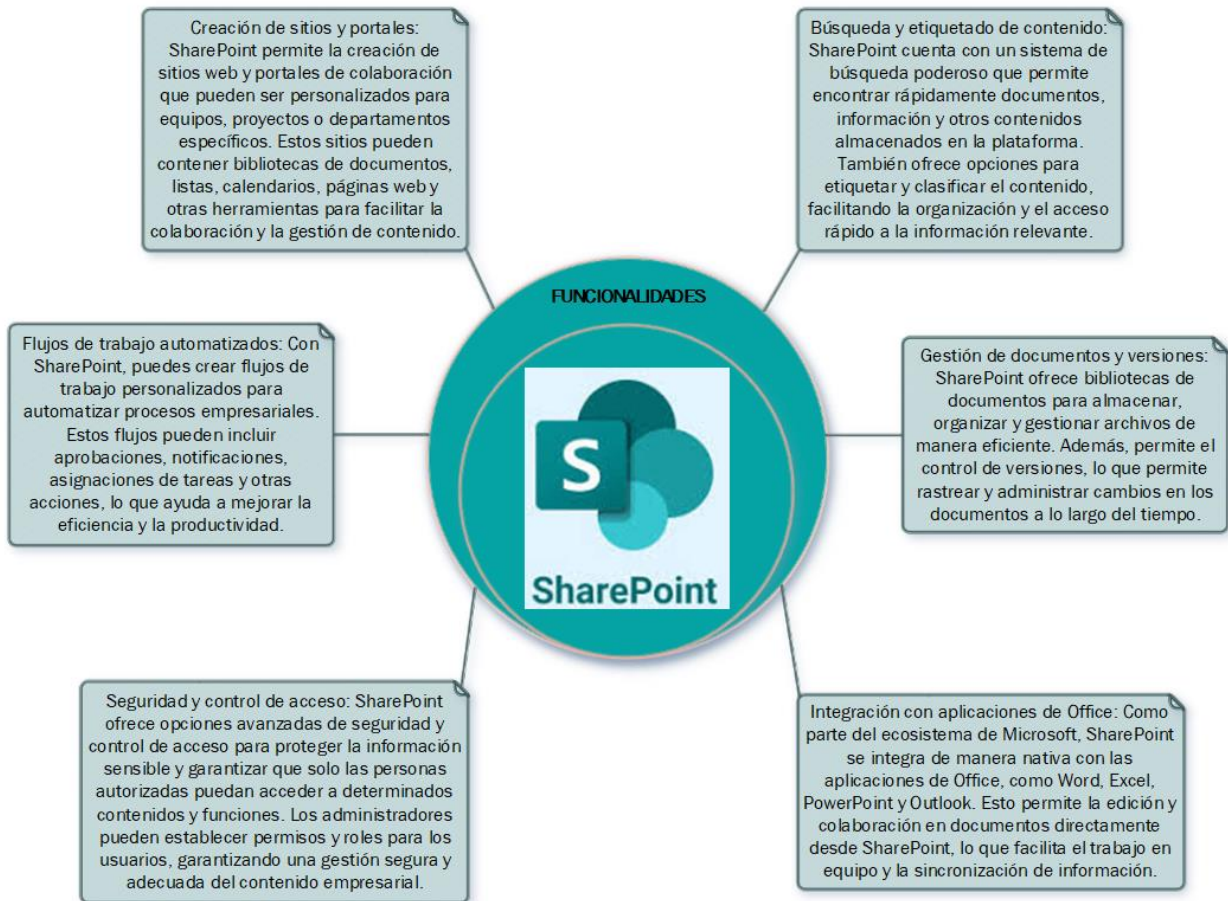 Creación de sitios y portales:
SharePoint permite la creación de
sitios web y portales de colaboración
que pueden ser personalizados para
equipos, proyectos o departamentos
específicos. Estos sitios pueden
contener bibliotecas de documentos,
listas, calendarios, páginas web y
otras herramientas para facilitar la
colaboración y la gestión de contenido.
Búsqueda y etiquetado de contenido:
SharePoint cuenta con un sistema de
búsqueda poderoso que permite
encontrar rápidamente documentos,
información y otros contenidos
almacenados en la plataforma.
También ofrece opciones para
etiquetar y clasificar el contenido,
facilitando la organización y el acceso
rápido a la información relevante.
FUNCIONALIDADES
Flujos de trabajo automatizados: Con
SharePoint, puedes crear flujos de
trabajo personalizados para
automatizar procesos empresariales.
Estos flujos pueden incluir
aprobaciones, notificaciones,
asignaciones de tareas y otras
acciones, lo que ayuda a mejorar la
eficiencia y la productividad.
S
SharePoint
Gestión de documentos y versiones:
SharePoint ofrece bibliotecas de
documentos para almacenar,
organizar y gestionar archivos de
manera eficiente. Además, permite el
control de versiones, lo que permite
rastrear y administrar cambios en los
documentos a lo largo del tiempo.
Seguridad y control de acceso: SharePoint
ofrece opciones avanzadas de seguridad y
control de acceso para proteger la información
sensible y garantizar que solo las personas
autorizadas puedan acceder a determinados
contenidos y funciones. Los administradores
pueden establecer permisos y roles para los
usuarios, garantizando una gestión segura y
adecuada del contenido empresarial.
Integración con aplicaciones de Office: Como
parte del ecosistema de Microsoft, SharePoint
se integra de manera nativa con las
aplicaciones de Office, como Word, Excel,
PowerPoint y Outlook. Esto permite la edición y
colaboración en documentos directamente
desde SharePoint, lo que facilita el trabajo en
equipo y la sincronización de información.